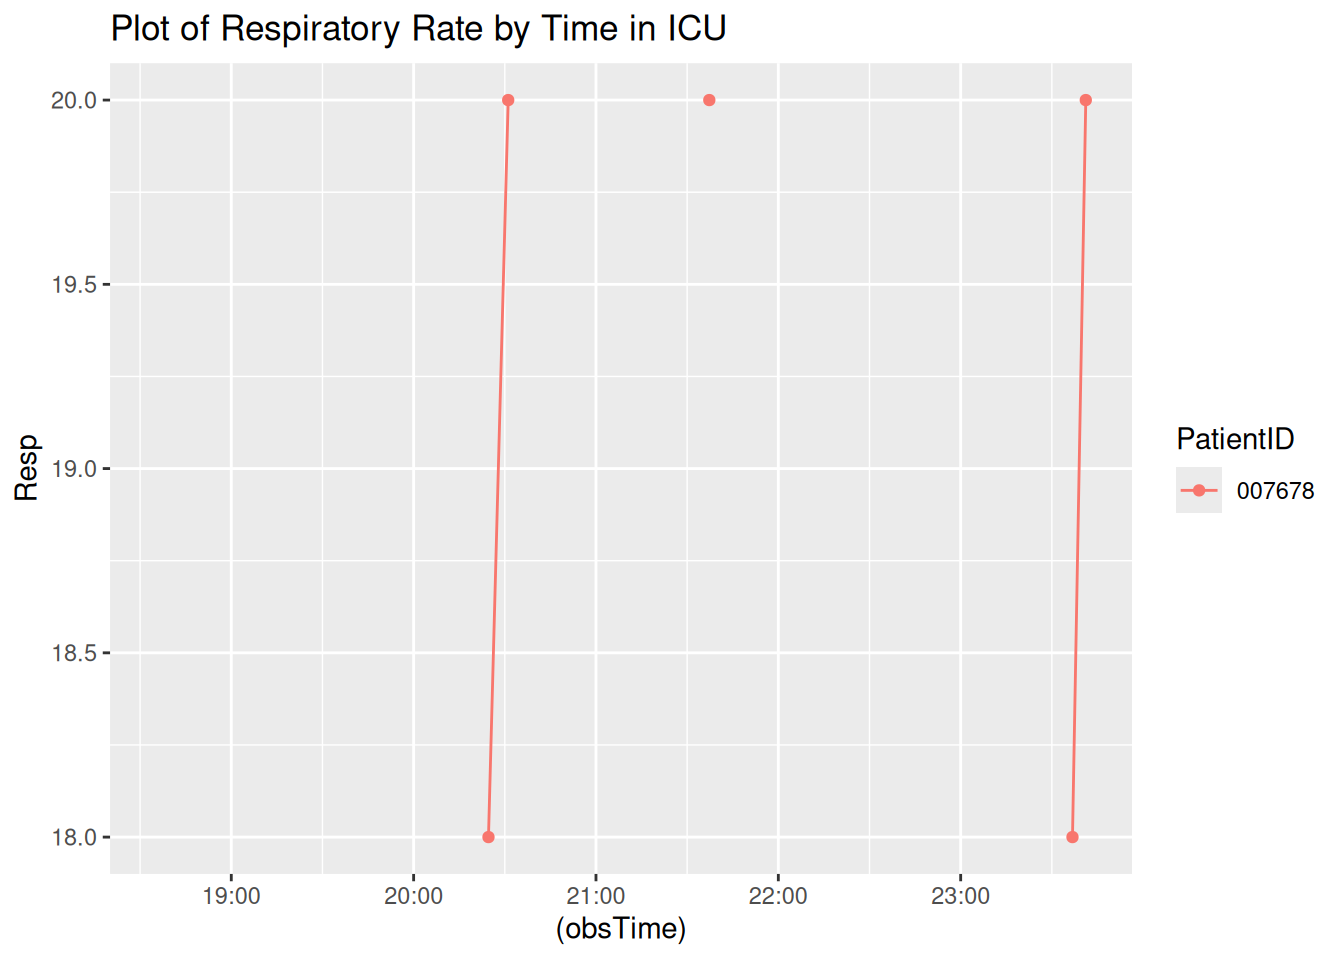 Plot of Respiratory Rate by Time in ICU
20.0
19.5
19.0
18.5
18.0
Resp
19:00 20:00 21:00 22:00 23:00
(obsTime)
PatientID
007678